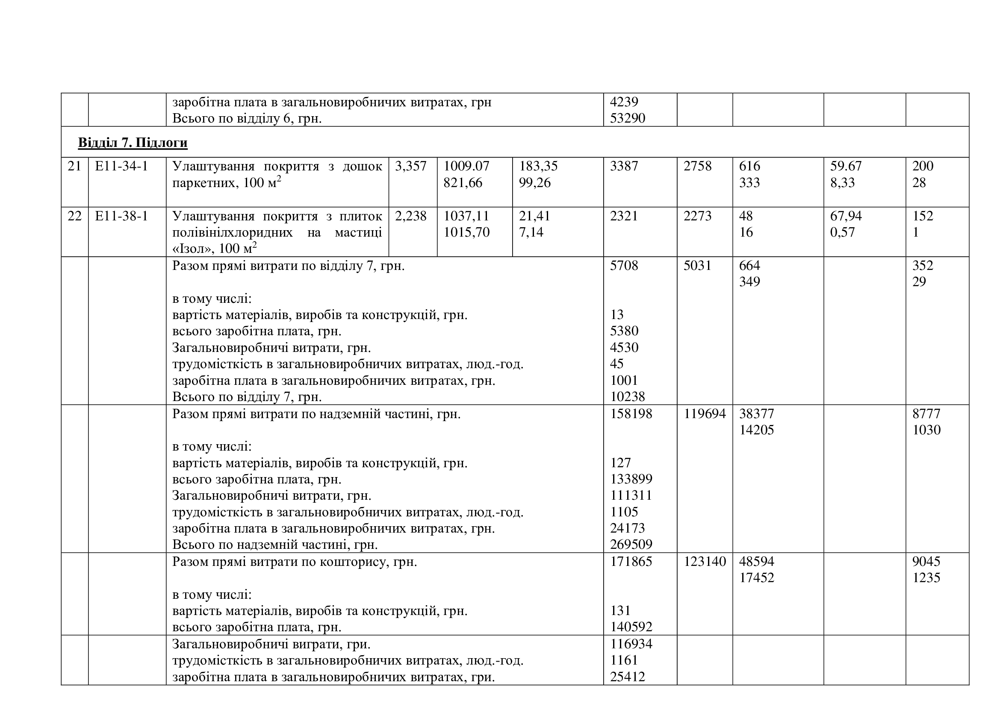 заробітна плата в загальновиробничих витратах, грн 4239
Всього по відділу 6, грн. 53290
Відділ 7. Підлоги
21 Е11-34-1 Улаштування покриття з дошок 3,357 1009.07 183,35 3387 2758 616 59.67 200
паркетних, 100 м² 821,66 99,26 333 8,33 28
22 Е11-38-1 Улаштування покриття з плиток 2,238 1037,11 21,41 2321 2273 48 67,94 152
полівінілхлоридних на мастиці 1015,70 7,14 16 0,57 1
«Ізол», 100 м²
Разом прямі витрати по відділу 7, грн. 5708 5031 664 352
349 29
в тому числі:
вартість матеріалів, виробів та конструкцій, грн. 13
всього заробітна плата, грн. 5380
Загальновиробничі витрати, грн. 4530
трудомісткість в загальновиробничих витратах, люд.-год. 45
заробітна плата в загальновиробничих витратах, грн. 1001
Всього по відділу 7, грн. 10238
Разом прямі витрати по надземній частині, грн. 158198 119694 38377 8777
14205 1030
в тому числі:
вартість матеріалів, виробів та конструкцій, грн. 127
всього заробітна плата, грн. 133899
Загальновиробничі витрати, грн. 111311
трудомісткість в загальновиробничих витратах, люд.-год. 1105
заробітна плата в загальновиробничих витратах, грн. 24173
Всього по надземній частині, грн. 269509
Разом прямі витрати по кошторису, грн. 171865 123140 48594 9045
17452 1235
в тому числі:
вартість матеріалів, виробів та конструкцій, грн. 131
всього заробітна плата, грн. 140592
Загальновиробничі виграти, гри. 116934
трудомісткість в загальновиробничих витратах, люд.-год. 1161
заробітна плата в загальновиробничих витратах, гри. 25412